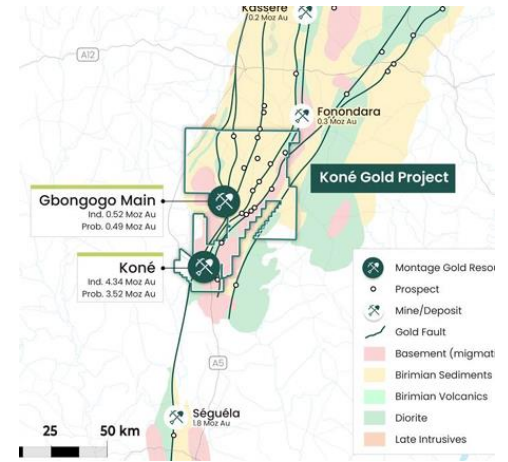 Kassere
0.2 Moz Au
A12
Fonondara
0.3 Moz Au
Koné Gold Project
Gbongogo Main
Ind. 0.52 Moz Au
Prob. 0.49 Moz Au
Koné
Ind. 4.34 Moz Au
Prob. 3.52 Moz Au
A5
Séguéla
1.8 Moz Au
25 50 km
Montage Gold Resou
Prospect
Mine/Deposit
Gold Fault
Basement (migmati
Birimian Sediments
Birimian Volcanics
Diorite
Late Intrusives